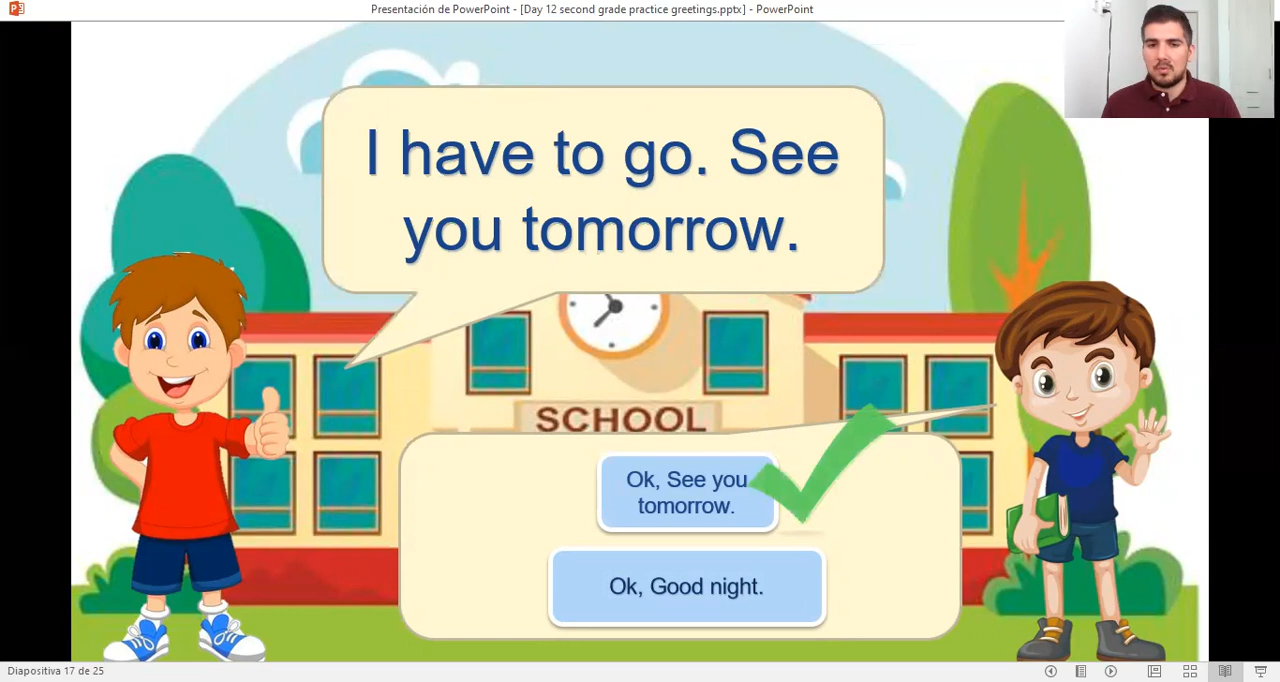 Presentación de PowerPoint - [Day 12 second grade practice greetings.pptx] - PowerPoint
I have to go. See
you tomorrow.
SCHOOL
Ok, See you
tomorrow.
Ok, Good night.
Diapositiva 17 de 25